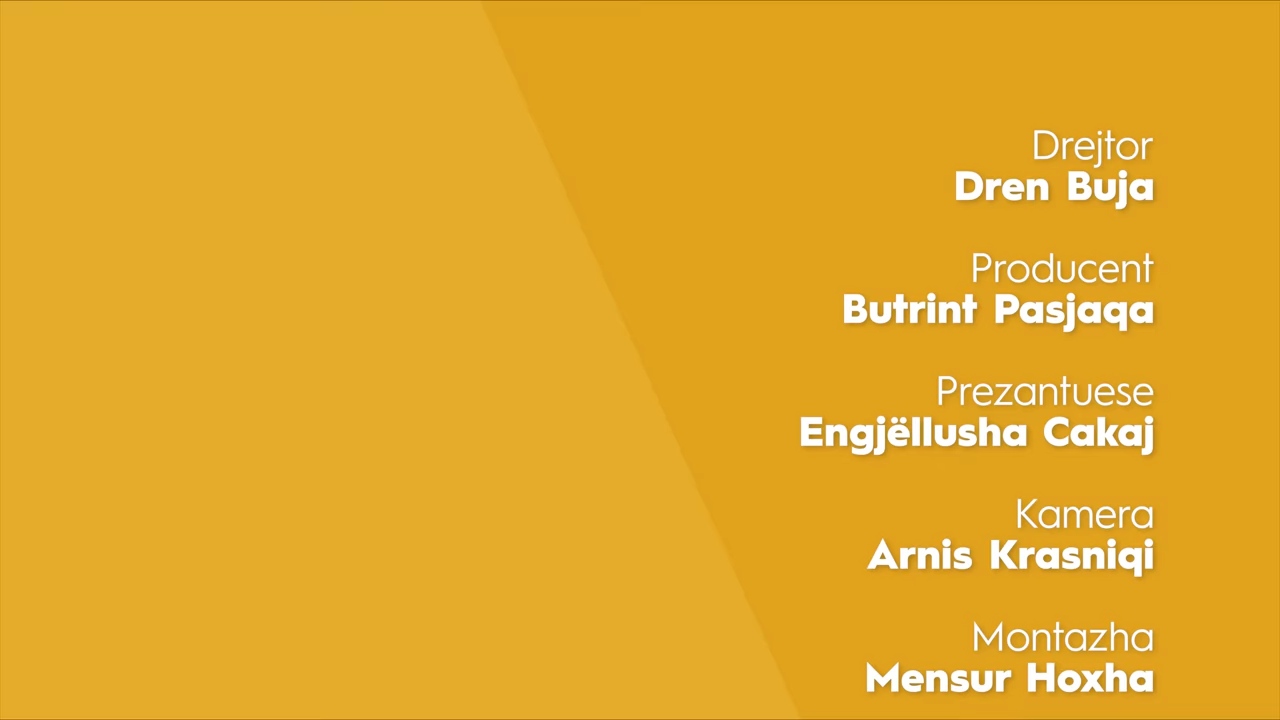 Drejtor
Dren Buja
Producent
Butrint Pasjaqa
Prezantuese
Engjëllusha Cakaj
Kamera
Arnis Krasniqi
Montazha
Mensur Hoxha